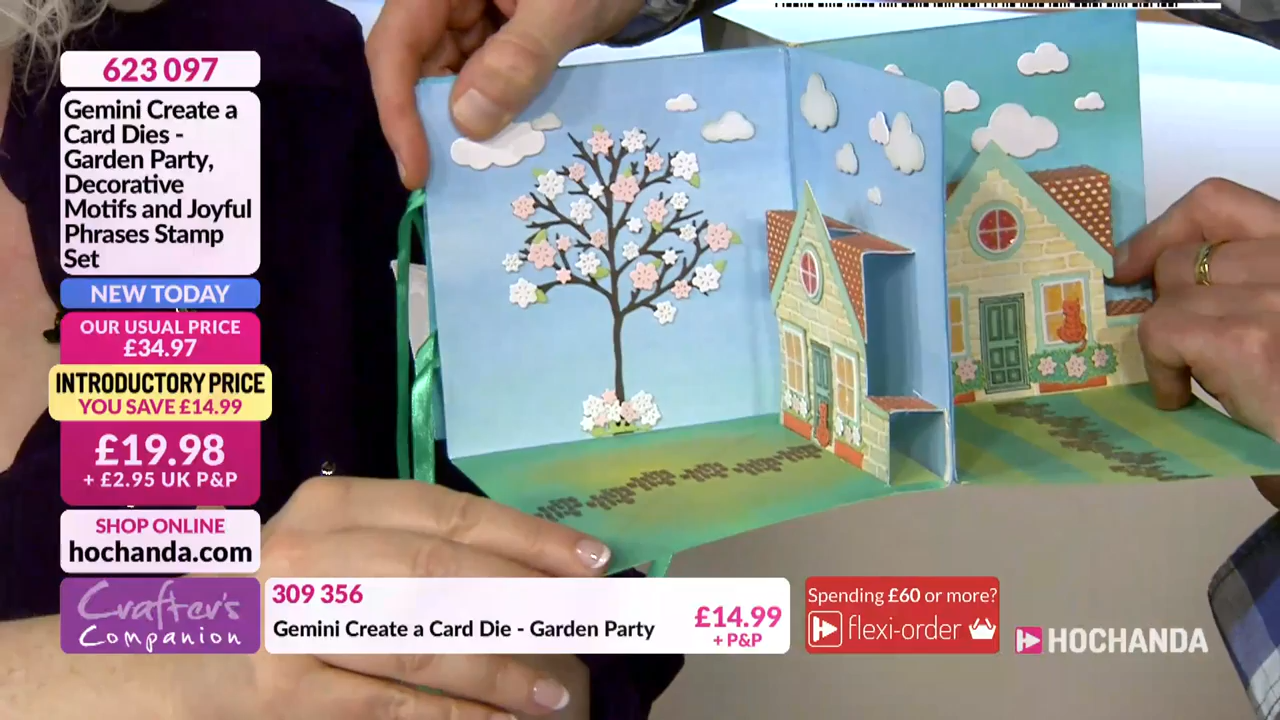 623 097
Gemini Create a
Card Dies -
Garden Party,
Decorative
Motifs and Joyful
Phrases Stamp
Set
NEW TODAY
OUR USUAL PRICE
£34.97
INTRODUCTORY PRICE
YOU SAVE £14.99
£19.98
+ £2.95 UK P&P
SHOP ONLINE
hochanda.com
Crafter's
Companion
309 356
Gemini Create a Card Die - Garden Party
£14.99
+ P&P
Spending £60 or more?
flexi-order
HOCHANDA